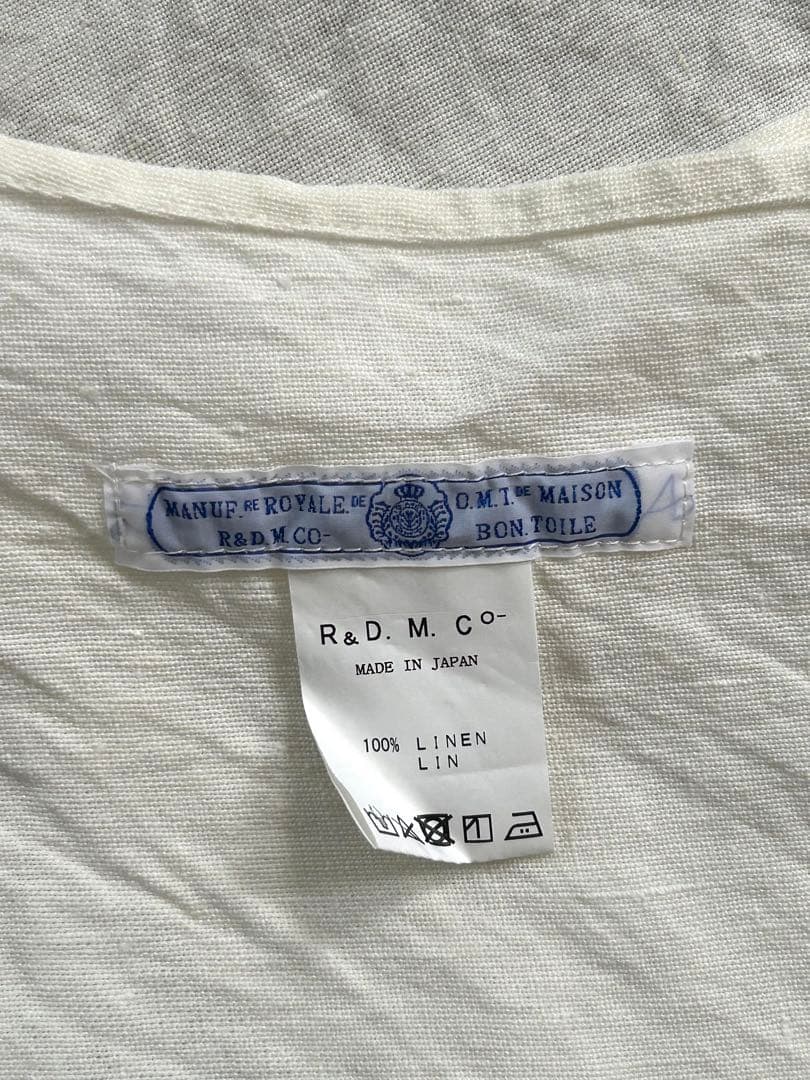 MANUF.RE ROYALE.DE O.M.T.DE MAISON
R&D.M.CO- BON.TOILE
R&D. M. Co-
MADE IN JAPAN
100% LINEN
LIN